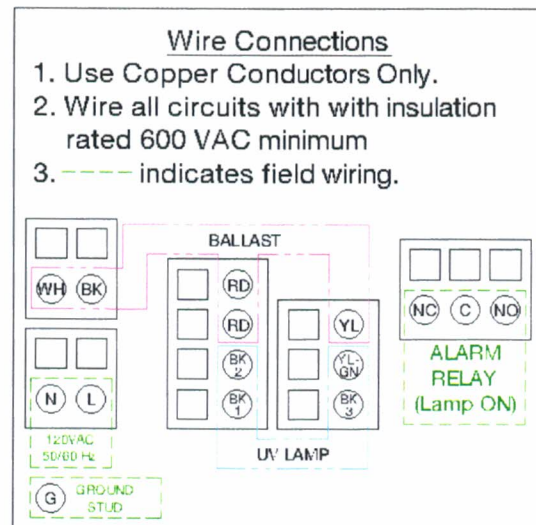 Wire Connections
1. Use Copper Conductors Only.
2. Wire all circuits with with insulation
rated 600 VAC minimum
3. ---- indicates field wiring.
BALLAST
WH BK
RD
RD
BK 2
BK 1
YL
YL-GN
BK 3
NC C NO
ALARM
RELAY
(Lamp ON)
N L
120VAC
50/60 Hz
UV LAMP
G GROUND
STUD